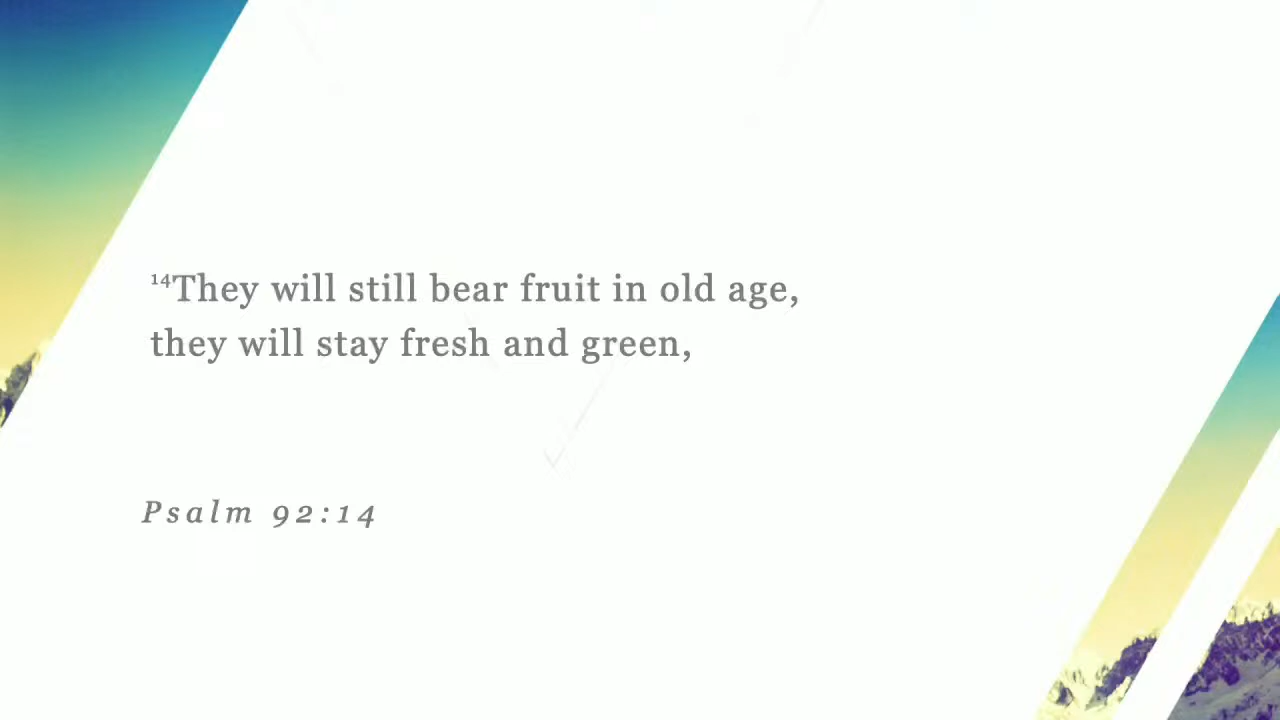 ¹⁴They will still bear fruit in old age,
they will stay fresh and green,
Psalm 92:14